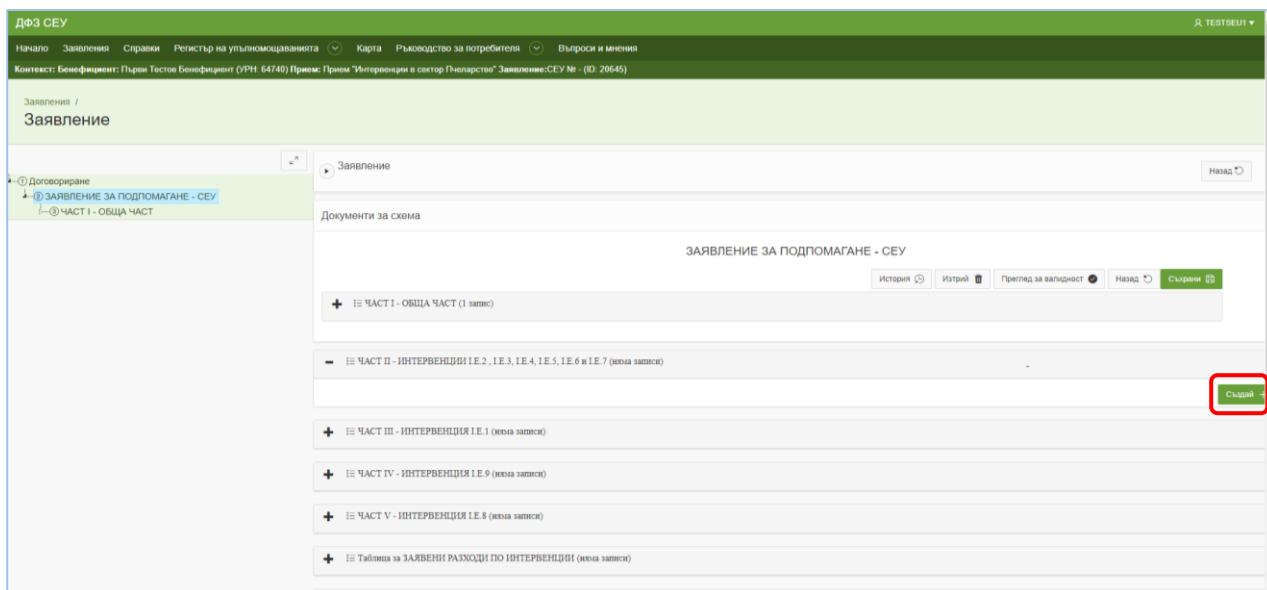 ДФЗ СЕУ
TESTSEU1
Начало Заявления Справки Регистър на упълномощаванията Карта Ръководство за потребителя Въпроси и мнения
Контекст: Бенефициент: Първи Тестов Бенефициент (УРН: 64740) Прием: Прием "Интервенции в сектор Пчеларство" Заявление:СЕУ № - (ID: 20645)
Заявления /
Заявление
1 Договориране
2 ЗАЯВЛЕНИЕ ЗА ПОДПОМАГАНЕ - СЕУ
3 ЧАСТ I - ОБЩА ЧАСТ
Заявление
Назад
Документи за схема
ЗАЯВЛЕНИЕ ЗА ПОДПОМАГАНЕ - СЕУ
История Изтрий Преглед за валидност Назад Съхрани
ЧАСТ I - ОБЩА ЧАСТ (1 запис)
ЧАСТ II - ИНТЕРВЕНЦИИ I.E.2 , I.E.3, I.E.4, I.E.5, I.E.6 и I.E.7 (няма записи)
-
Създай +
ЧАСТ III - ИНТЕРВЕНЦИЯ I.E.1 (няма записи)
ЧАСТ IV - ИНТЕРВЕНЦИЯ I.E.9 (няма записи)
ЧАСТ V - ИНТЕРВЕНЦИЯ I.E.8 (няма записи)
Таблица за ЗАЯВЕНИ РАЗХОДИ ПО ИНТЕРВЕНЦИИ (няма записи)